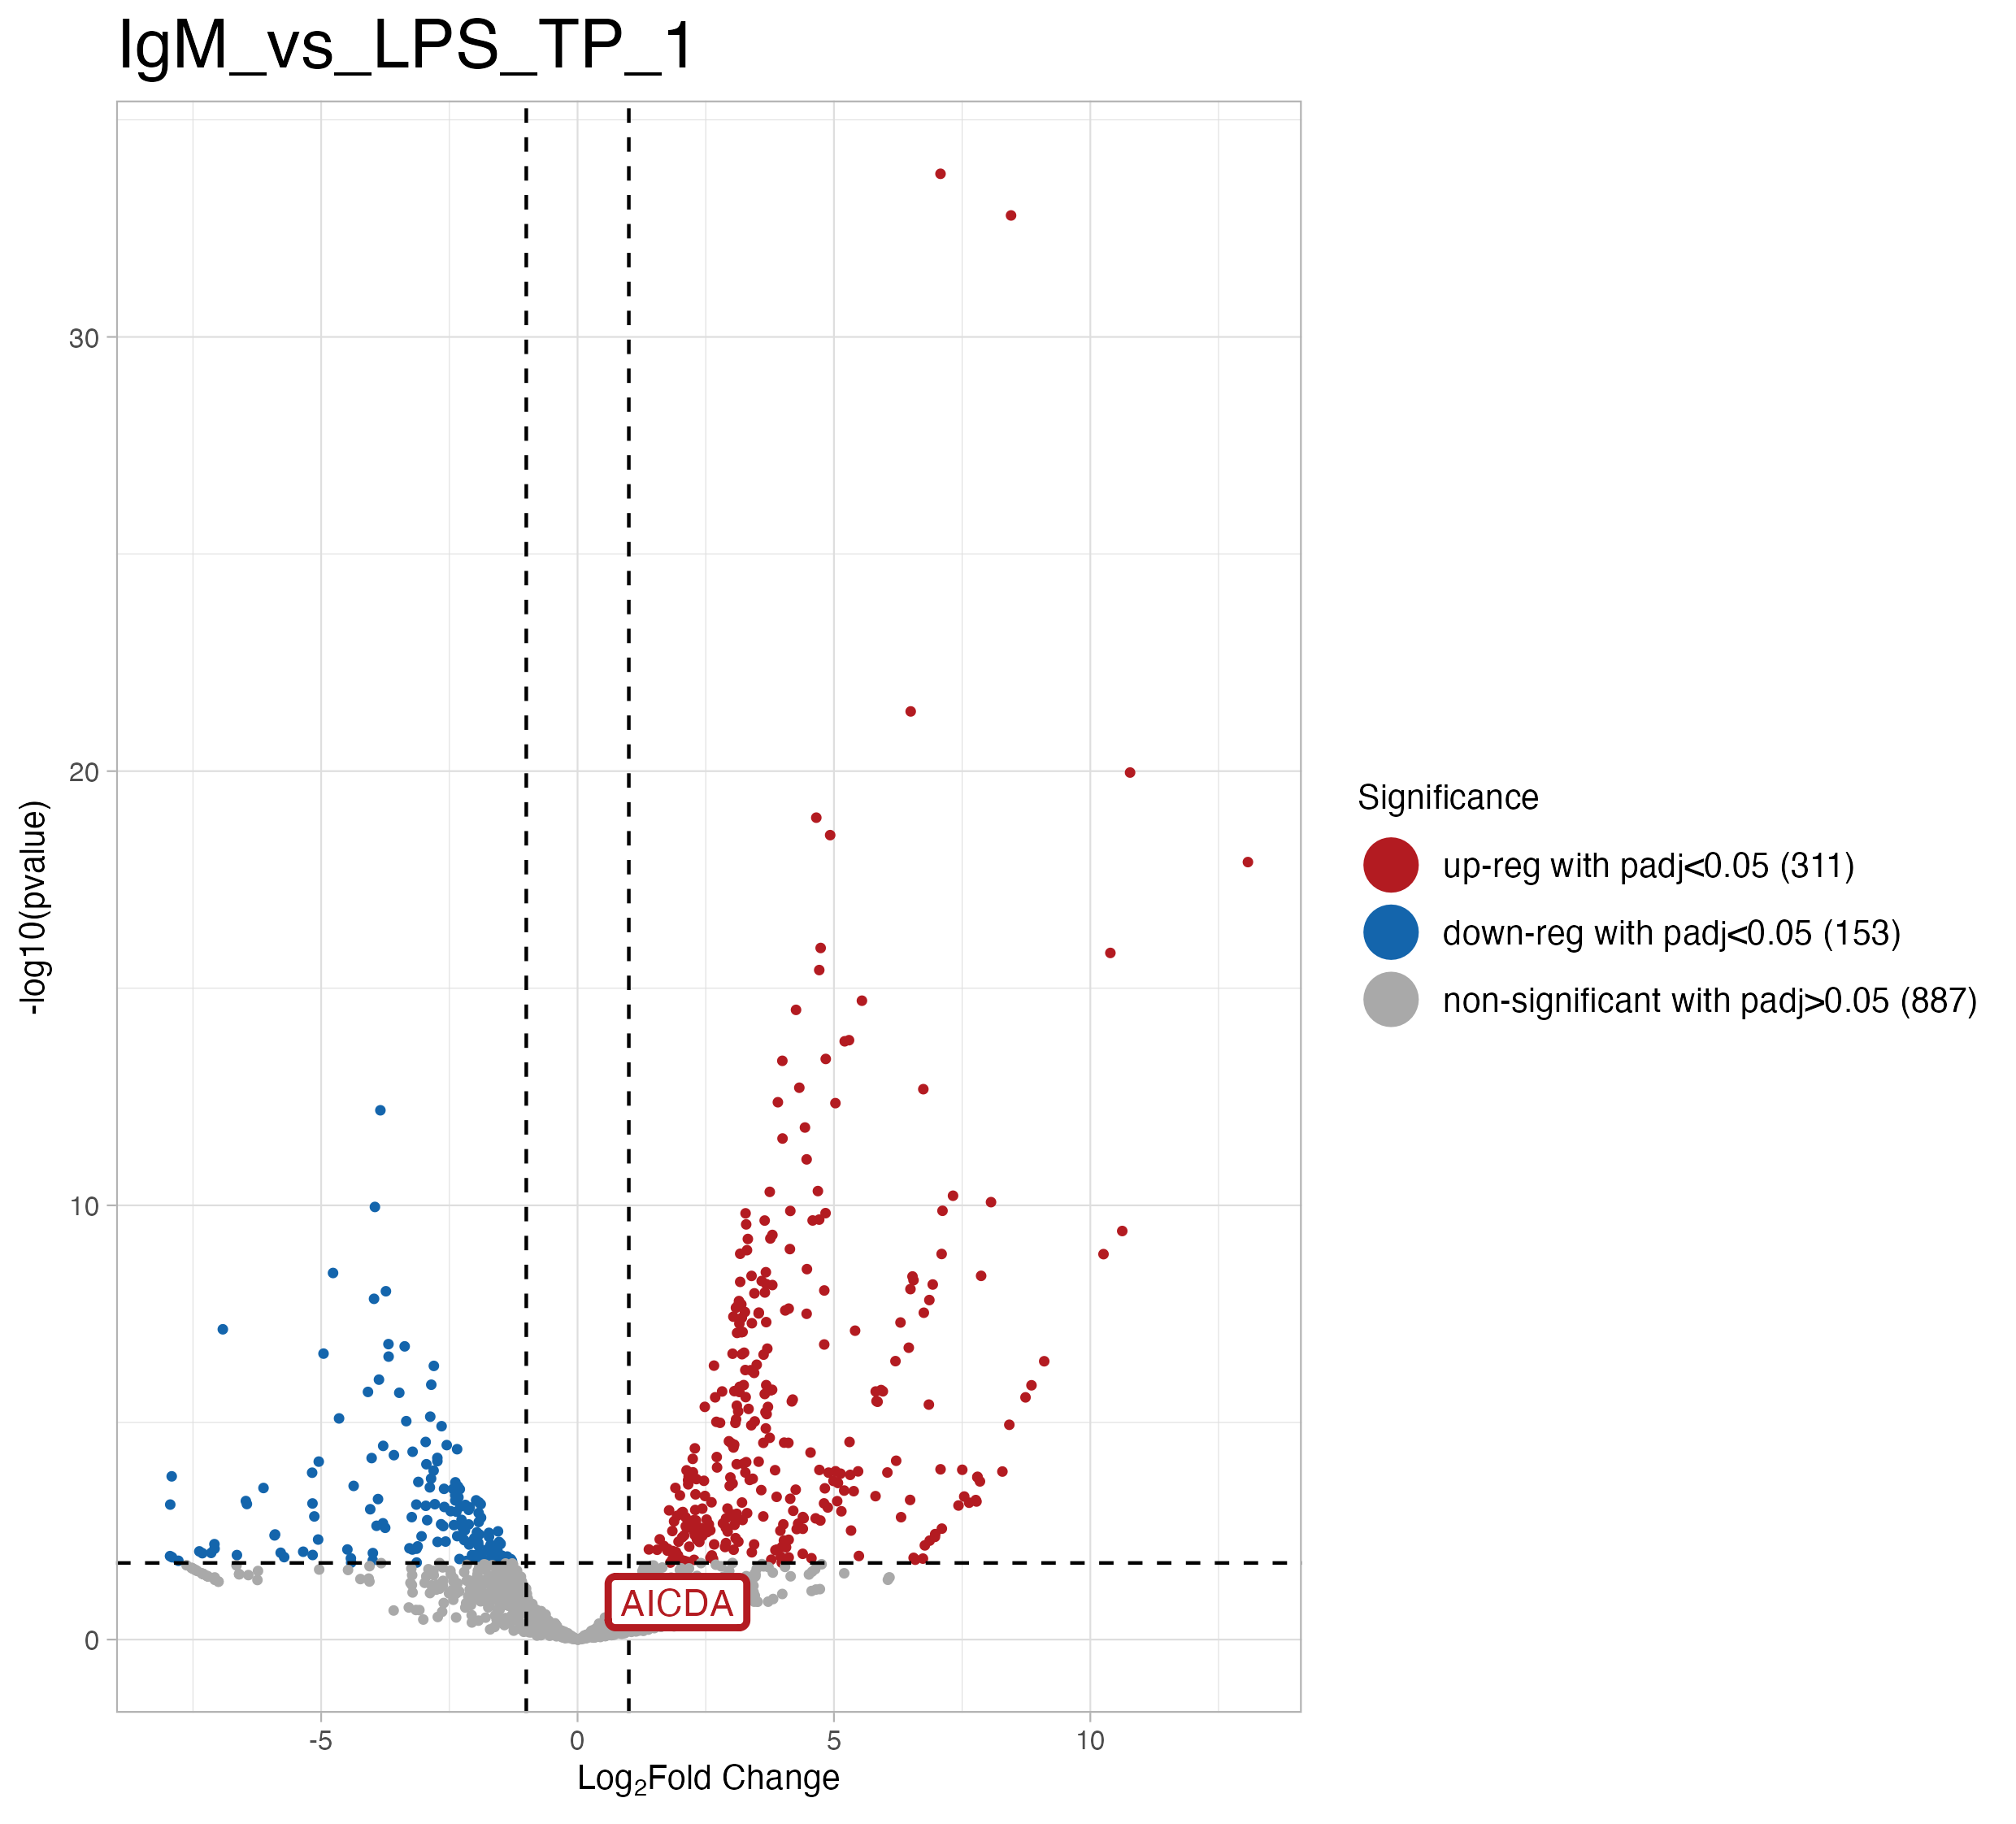 IgM_vs_LPS_TP_1
30
20
10
0
-log10(pvalue)
AICDA
-5
0
5
10
Log₂Fold Change
Significance
up-reg with padj<0.05 (311)
down-reg with padj<0.05 (153)
non-significant with padj>0.05 (887)